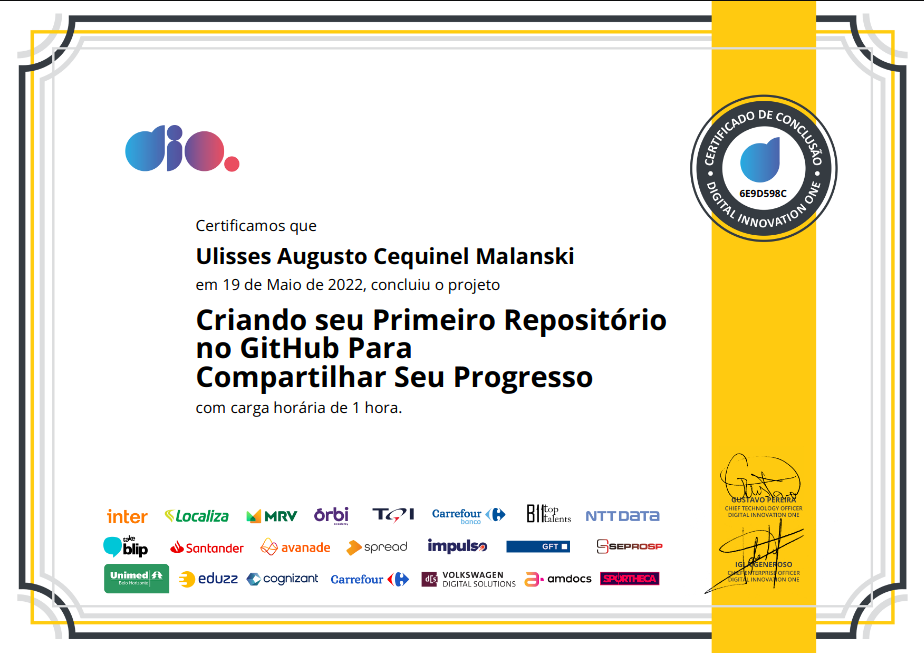 dio.
CERTIFICADO DE CONCLUSÃO
6E9D598C
DIGITAL INNOVATION ONE
Certificamos que
Ulisses Augusto Cequinel Malanski
em 19 de Maio de 2022, concluiu o projeto
Criando seu Primeiro Repositório
no GitHub Para
Compartilhar Seu Progresso
com carga horária de 1 hora.
GUSTAVO PEREIRA
CHIEF TECHNOLOGY OFFICER
DIGITAL INNOVATION ONE
inter Localiza MRV órbi TQI Carrefour banco top talents NTT DATA
take blip Santander avanade spread impulso GFT SEPROSP
CHIEF ENTERPRISE OFFICER
DIGITAL INNOVATION ONE
Unimed Belo Horizonte eduzz cognizant Carrefour VOLKSWAGEN DIGITAL SOLUTIONS amdocs SPORTHECA